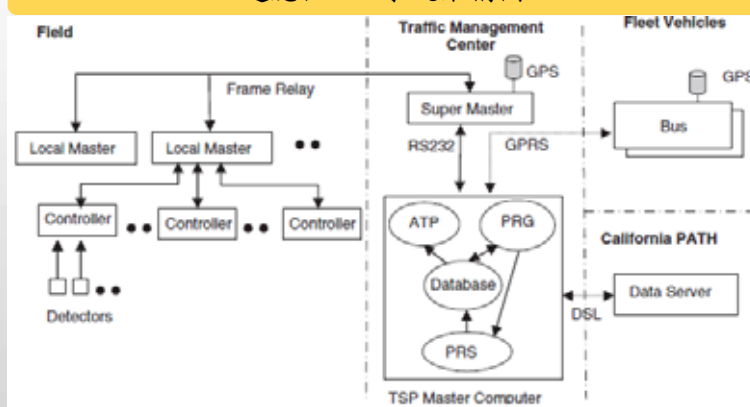 Field
Traffic Management
Center
Fleet Vehicles
GPS
GPS
Frame Relay
Super Master
Bus
Local Master
Local Master
RS232
GPRS
Controller
Controller
Controller
ATP
PRG
California PATH
Database
Data Server
DSL
Detectors
PRS
TSP Master Computer